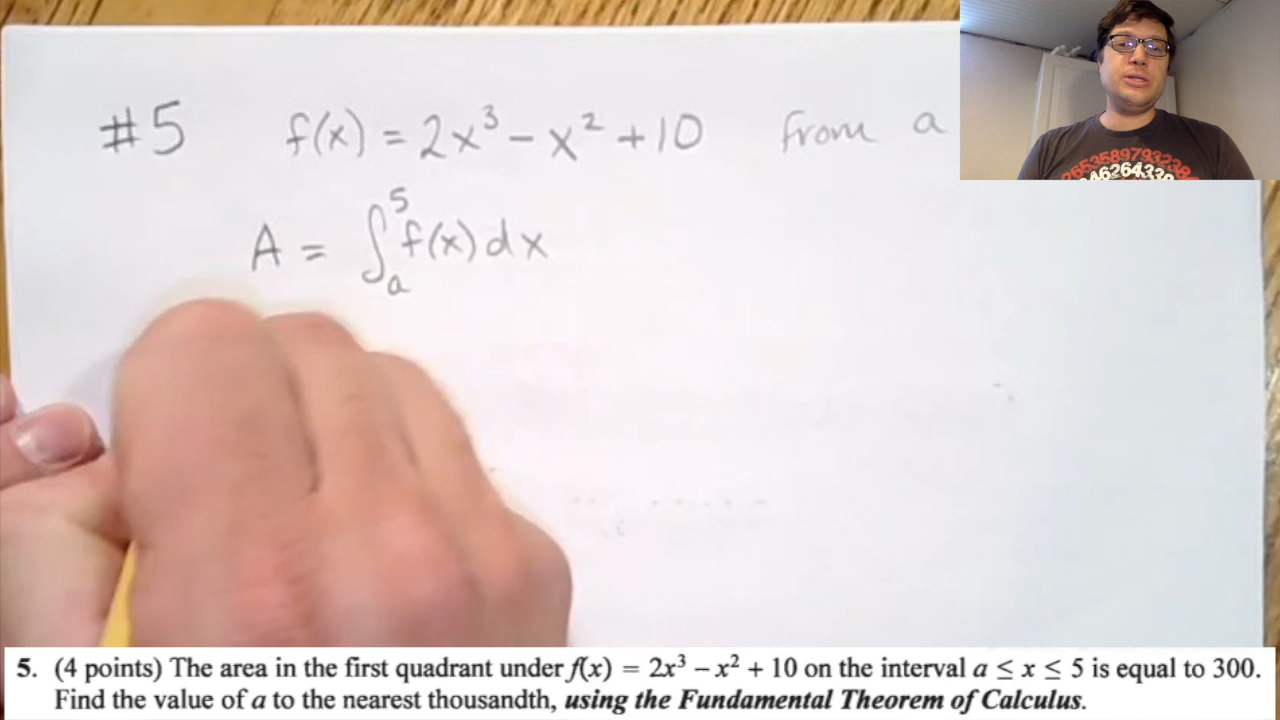 #5 f(x) = 2x³ - x² + 10 from a
A = ∫ₐ⁵ f(x) dx
5. (4 points) The area in the first quadrant under f(x) = 2x³ – x² + 10 on the interval a ≤ x ≤ 5 is equal to 300.
Find the value of a to the nearest thousandth, using the Fundamental Theorem of Calculus.